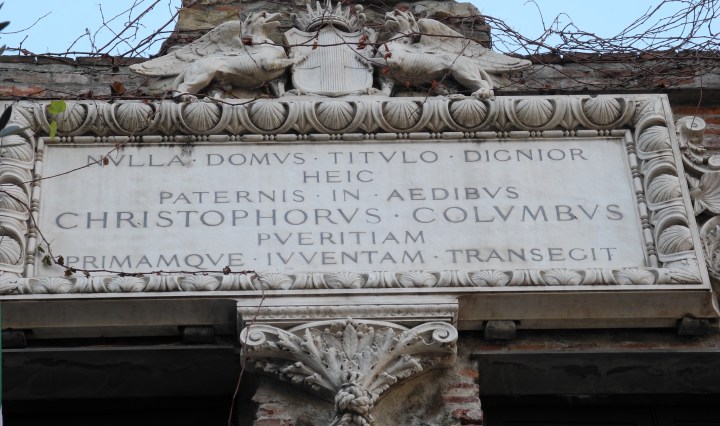 NVLLA · DOMVS · TITVLO · DIGNIOR
HEIC
PATERNIS · IN · AEDIBVS
CHRISTOPHORVS · COLVMBVS
PVERITIAM
PRIMAMQVE · IVVENTAM · TRANSEGIT